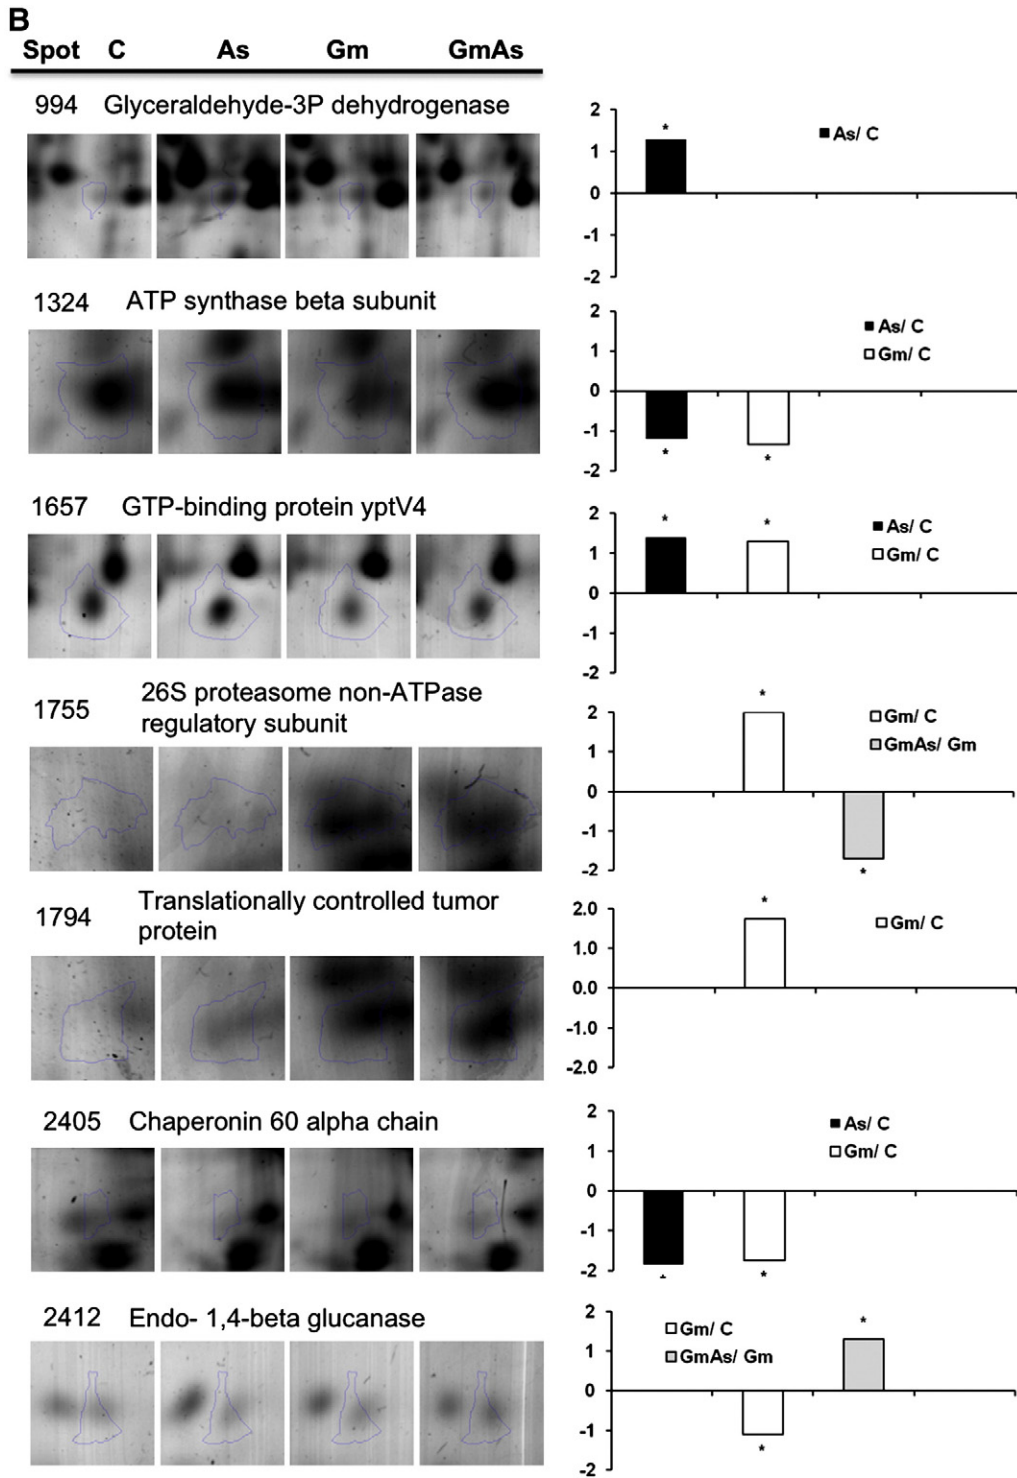 B
Spot C As Gm GmAs
994 Glyceraldehyde-3P dehydrogenase
2
1
0
-1
-2
*
As/ C
1324 ATP synthase beta subunit
2
1
0
-1
-2
As/ C
Gm/ C
* *
1657 GTP-binding protein yptV4
2
1
0
-1
-2
* *
As/ C
Gm/ C
1755 26S proteasome non-ATPase
regulatory subunit
2
1
0
-1
-2
*
Gm/ C
GmAs/ Gm
*
1794 Translationally controlled tumor
protein
2.0
1.0
0.0
-1.0
-2.0
*
Gm/ C
2405 Chaperonin 60 alpha chain
2
1
0
-1
-2
As/ C
Gm/ C
* *
2412 Endo- 1,4-beta glucanase
2
1
0
-1
-2
Gm/ C
GmAs/ Gm
*
*